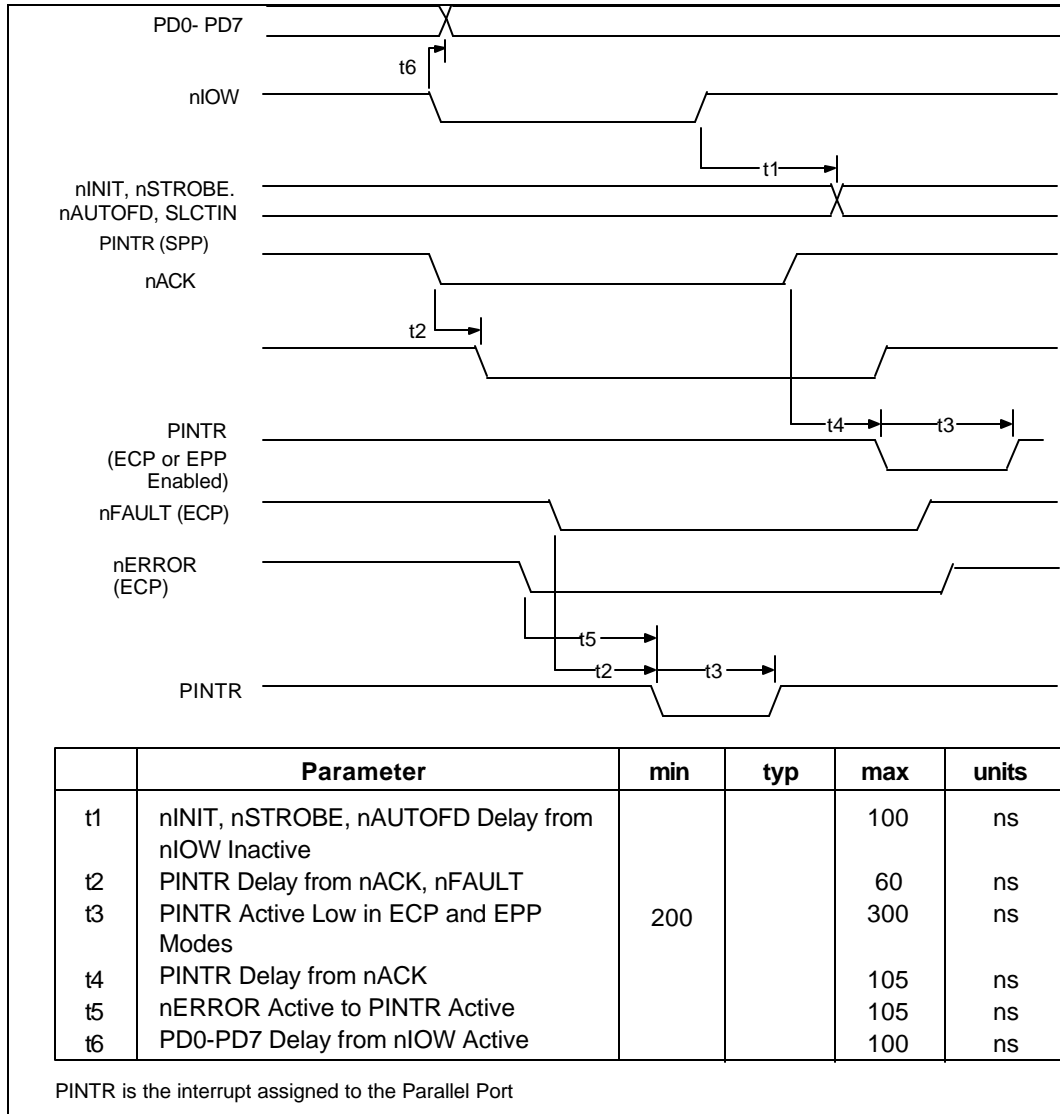 PD0- PD7
t6
nIOW
t1
nINIT, nSTROBE.
nAUTOFD, SLCTIN
PINTR (SPP)
nACK
t2
PINTR
(ECP or EPP
Enabled)
t4 t3
nFAULT (ECP)
nERROR
(ECP)
t5
t2 t3
PINTR
Parameter min typ max units
t1 nINIT, nSTROBE, nAUTOFD Delay from 100 ns
nIOW Inactive
t2 PINTR Delay from nACK, nFAULT 60 ns
t3 PINTR Active Low in ECP and EPP 200 300 ns
Modes
t4 PINTR Delay from nACK 105 ns
t5 nERROR Active to PINTR Active 105 ns
t6 PD0-PD7 Delay from nIOW Active 100 ns
PINTR is the interrupt assigned to the Parallel Port